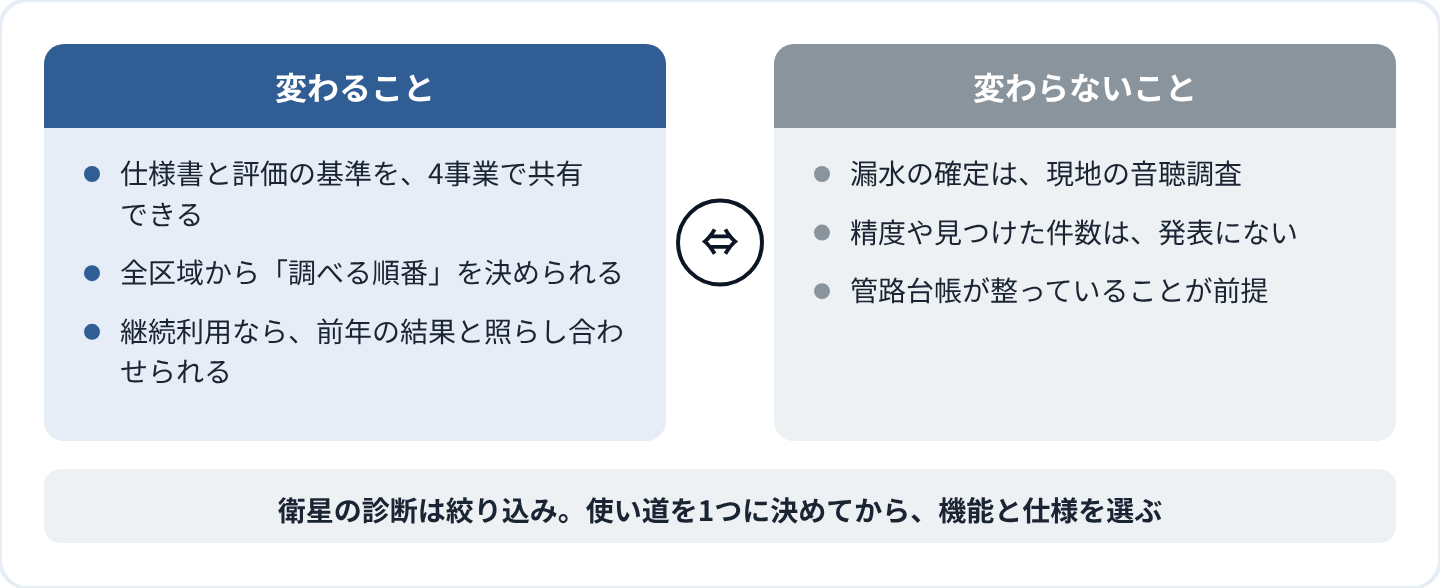 変わること
仕様書と評価の基準を、4事業で共有
できる
全区域から「調べる順番」を決められる
継続利用なら、前年の結果と照らし合わ
せられる
⇔
変わらないこと
漏水の確定は、現地の音聴調査
精度や見つけた件数は、発表にない
管路台帳が整っていることが前提
衛星の診断は絞り込み。使い道を1つに決めてから、機能と仕様を選ぶ